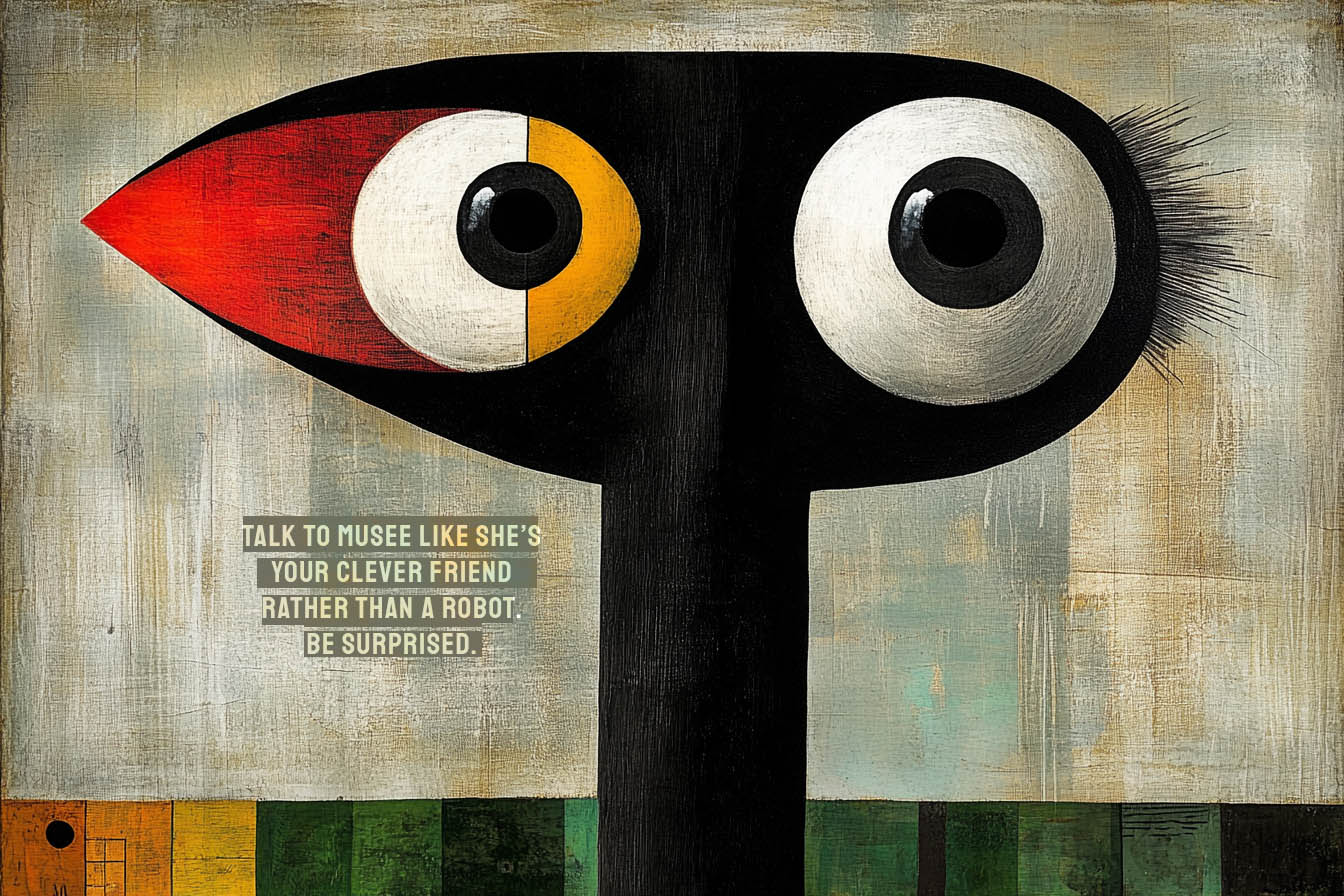 TALK TO MUSEE LIKE SHE'S
YOUR CLEVER FRIEND
RATHER THAN A ROBOT.
BE SURPRISED.